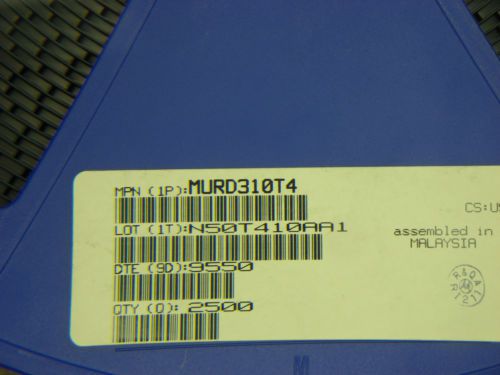 MPN (1P): MURD310T4
LOT (1T): N50T410AA1
DTE (9D): 9550
QTY (Q): 2500
CS:U
assembled in
MALAYSIA
M